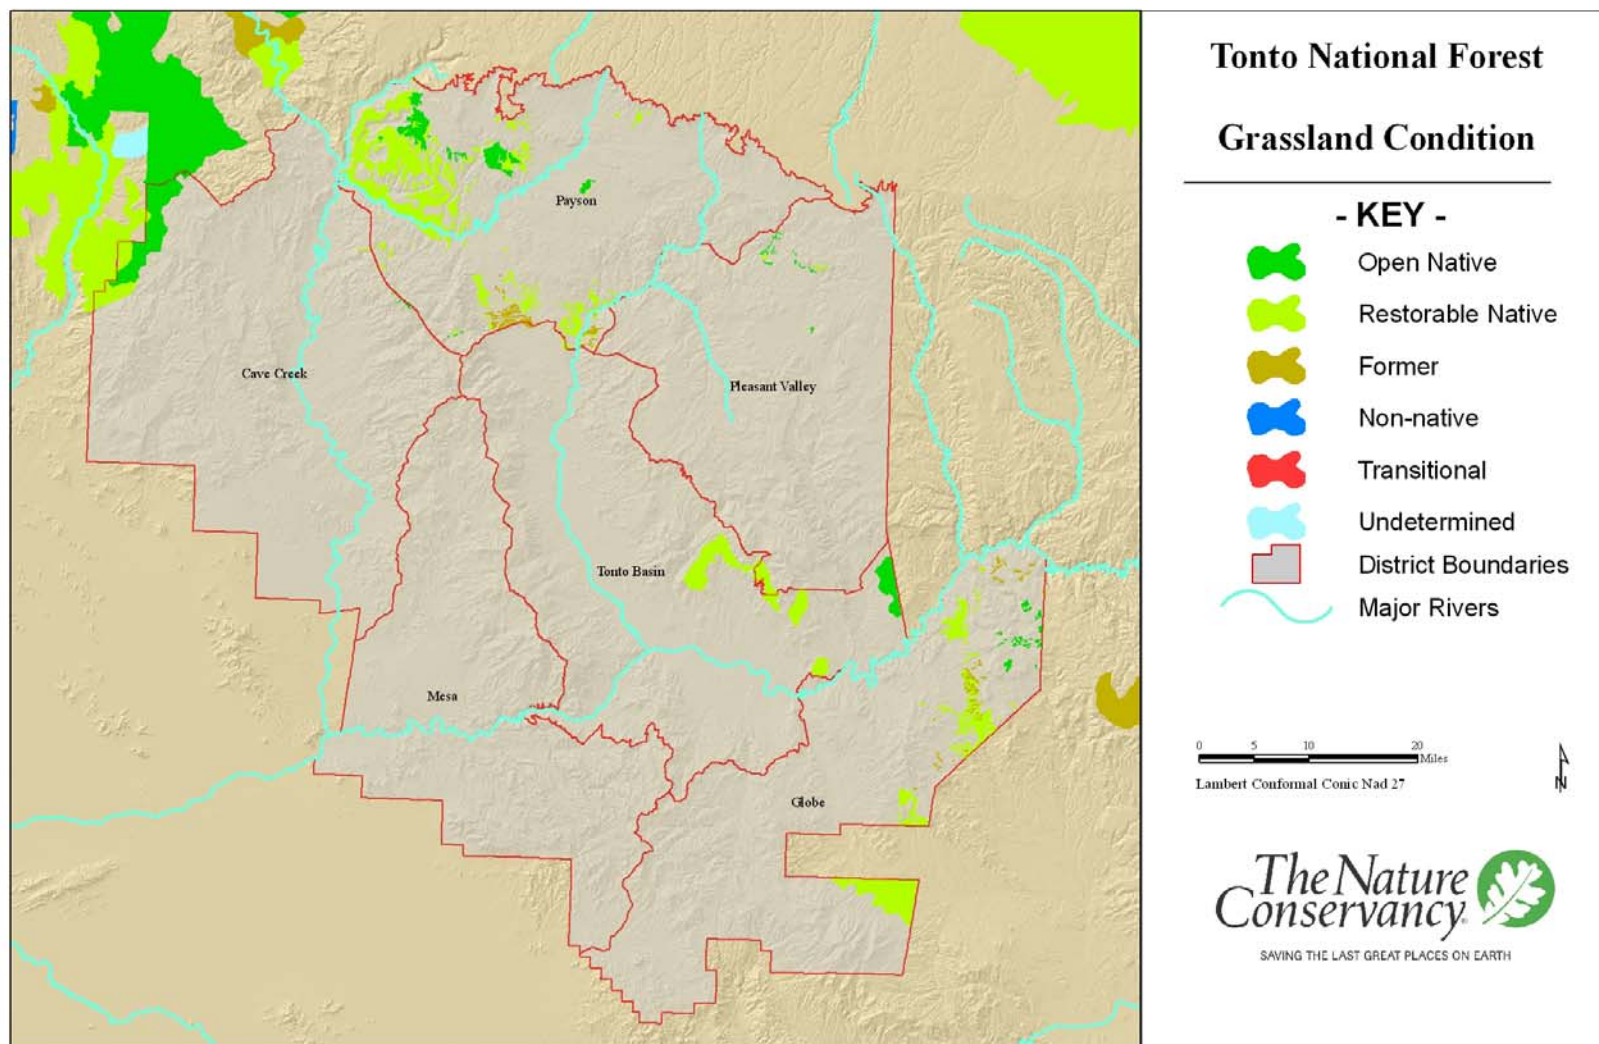 Tonto National Forest
Grassland Condition
- KEY -
Open Native
Restorable Native
Former
Non-native
Transitional
Undetermined
District Boundaries
Major Rivers
Payson
Cave Creek
Pleasant Valley
Tonto Basin
Mesa
Globe
0 5 10 20
Miles
Lambert Conformal Conic Nad 27
N
The Nature
Conservancy®
SAVING THE LAST GREAT PLACES ON EARTH